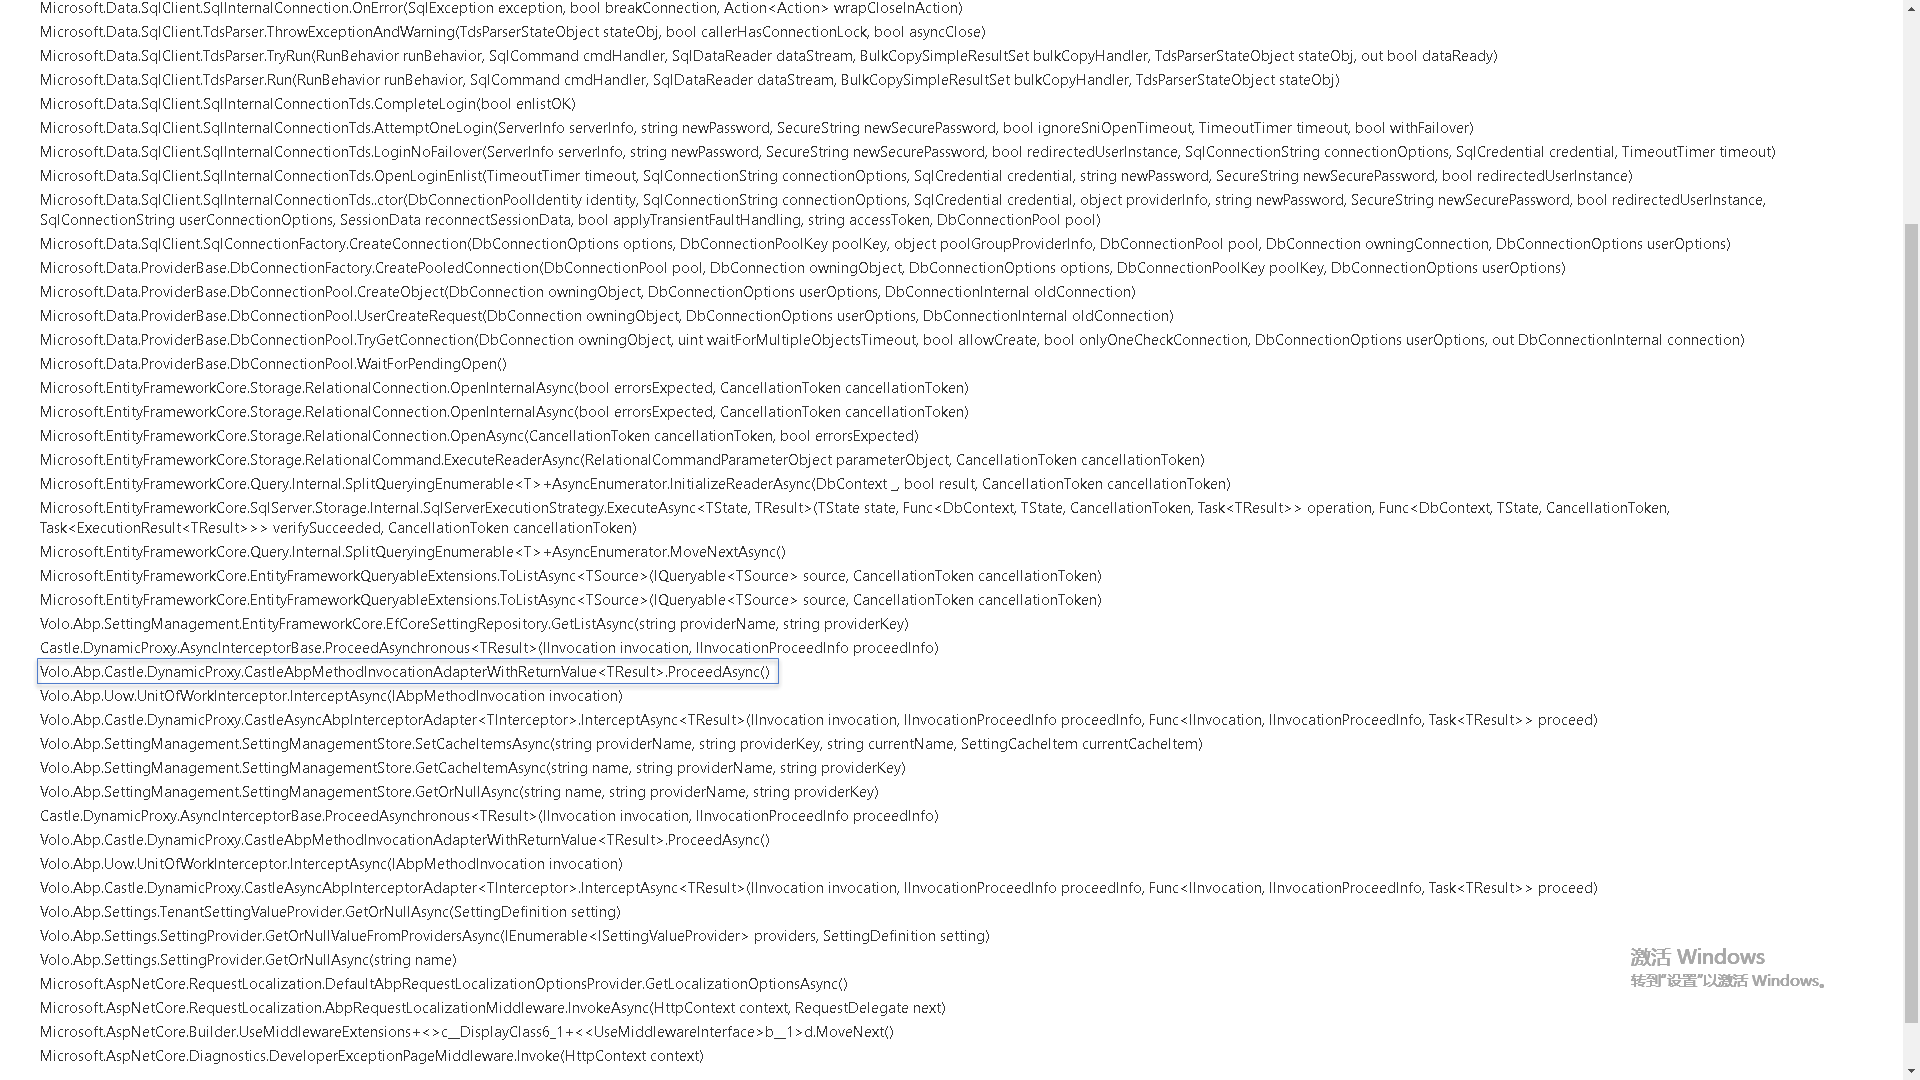 Microsoft.Data.SqlClient.SqlInternalConnection.OnError(SqlException exception, bool breakConnection, Action<Action> wrapCloseInAction)
Microsoft.Data.SqlClient.TdsParser.ThrowExceptionAndWarning(TdsParserStateObject stateObj, bool callerHasConnectionLock, bool asyncClose)
Microsoft.Data.SqlClient.TdsParser.TryRun(RunBehavior runBehavior, SqlCommand cmdHandler, SqlDataReader dataStream, BulkCopySimpleResultSet bulkCopyHandler, TdsParserStateObject stateObj, out bool dataReady)
Microsoft.Data.SqlClient.TdsParser.Run(RunBehavior runBehavior, SqlCommand cmdHandler, SqlDataReader dataStream, BulkCopySimpleResultSet bulkCopyHandler, TdsParserStateObject stateObj)
Microsoft.Data.SqlClient.SqlInternalConnectionTds.CompleteLogin(bool enlistOK)
Microsoft.Data.SqlClient.SqlInternalConnectionTds.AttemptOneLogin(ServerInfo serverInfo, string newPassword, SecureString newSecurePassword, bool ignoreSniOpenTimeout, TimeoutTimer timeout, bool withFailover)
Microsoft.Data.SqlClient.SqlInternalConnectionTds.LoginNoFailover(ServerInfo serverInfo, string newPassword, SecureString newSecurePassword, bool redirectedUserInstance, SqlConnectionString connectionOptions, SqlCredential credential, TimeoutTimer timeout)
Microsoft.Data.SqlClient.SqlInternalConnectionTds.OpenLoginEnlist(TimeoutTimer timeout, SqlConnectionString connectionOptions, SqlCredential credential, string newPassword, SecureString newSecurePassword, bool redirectedUserInstance)
Microsoft.Data.SqlClient.SqlInternalConnectionTds..ctor(DbConnectionPoolIdentity identity, SqlConnectionString connectionOptions, SqlCredential credential, object providerInfo, string newPassword, SecureString newSecurePassword, bool redirectedUserInstance,
SqlConnectionString userConnectionOptions, SessionData reconnectSessionData, bool applyTransientFaultHandling, string accessToken, DbConnectionPool pool)
Microsoft.Data.SqlClient.SqlConnectionFactory.CreateConnection(DbConnectionOptions options, DbConnectionPoolKey poolKey, object poolGroupProviderInfo, DbConnectionPool pool, DbConnection owningConnection, DbConnectionOptions userOptions)
Microsoft.Data.ProviderBase.DbConnectionFactory.CreatePooledConnection(DbConnectionPool pool, DbConnection owningObject, DbConnectionOptions options, DbConnectionPoolKey poolKey, DbConnectionOptions userOptions)
Microsoft.Data.ProviderBase.DbConnectionPool.CreateObject(DbConnection owningObject, DbConnectionOptions userOptions, DbConnectionInternal oldConnection)
Microsoft.Data.ProviderBase.DbConnectionPool.UserCreateRequest(DbConnection owningObject, DbConnectionOptions userOptions, DbConnectionInternal oldConnection)
Microsoft.Data.ProviderBase.DbConnectionPool.TryGetConnection(DbConnection owningObject, uint waitForMultipleObjectsTimeout, bool allowCreate, bool onlyOneCheckConnection, DbConnectionOptions userOptions, out DbConnectionInternal connection)
Microsoft.Data.ProviderBase.DbConnectionPool.WaitForPendingOpen()
Microsoft.EntityFrameworkCore.Storage.RelationalConnection.OpenInternalAsync(bool errorsExpected, CancellationToken cancellationToken)
Microsoft.EntityFrameworkCore.Storage.RelationalConnection.OpenInternalAsync(bool errorsExpected, CancellationToken cancellationToken)
Microsoft.EntityFrameworkCore.Storage.RelationalConnection.OpenAsync(CancellationToken cancellationToken, bool errorsExpected)
Microsoft.EntityFrameworkCore.Storage.RelationalCommand.ExecuteReaderAsync(RelationalCommandParameterObject parameterObject, CancellationToken cancellationToken)
Microsoft.EntityFrameworkCore.Query.Internal.SplitQueryingEnumerable<T>+AsyncEnumerator.InitializeReaderAsync(DbContext _, bool result, CancellationToken cancellationToken)
Microsoft.EntityFrameworkCore.SqlServer.Storage.Internal.SqlServerExecutionStrategy.ExecuteAsync<TState, TResult>(TState state, Func<DbContext, TState, CancellationToken, Task<TResult>> operation, Func<DbContext, TState, CancellationToken,
Task<ExecutionResult<TResult>>> verifySucceeded, CancellationToken cancellationToken)
Microsoft.EntityFrameworkCore.Query.Internal.SplitQueryingEnumerable<T>+AsyncEnumerator.MoveNextAsync()
Microsoft.EntityFrameworkCore.EntityFrameworkQueryableExtensions.ToListAsync<TSource>(IQueryable<TSource> source, CancellationToken cancellationToken)
Microsoft.EntityFrameworkCore.EntityFrameworkQueryableExtensions.ToListAsync<TSource>(IQueryable<TSource> source, CancellationToken cancellationToken)
Volo.Abp.SettingManagement.EntityFrameworkCore.EfCoreSettingRepository.GetListAsync(string providerName, string providerKey)
Castle.DynamicProxy.AsyncInterceptorBase.ProceedAsynchronous<TResult>(IInvocation invocation, IInvocationProceedInfo proceedInfo)
Volo.Abp.Castle.DynamicProxy.CastleAbpMethodInvocationAdapterWithReturnValue<TResult>.ProceedAsync()
Volo.Abp.Uow.UnitOfWorkInterceptor.InterceptAsync(IAbpMethodInvocation invocation)
Volo.Abp.Castle.DynamicProxy.CastleAsyncAbpInterceptorAdapter<TInterceptor>.InterceptAsync<TResult>(IInvocation invocation, IInvocationProceedInfo proceedInfo, Func<IInvocation, IInvocationProceedInfo, Task<TResult>> proceed)
Volo.Abp.SettingManagement.SettingManagementStore.SetCacheItemsAsync(string providerName, string providerKey, string currentName, SettingCacheItem currentCacheItem)
Volo.Abp.SettingManagement.SettingManagementStore.GetCacheItemAsync(string name, string providerName, string providerKey)
Volo.Abp.SettingManagement.SettingManagementStore.GetOrNullAsync(string name, string providerName, string providerKey)
Castle.DynamicProxy.AsyncInterceptorBase.ProceedAsynchronous<TResult>(IInvocation invocation, IInvocationProceedInfo proceedInfo)
Volo.Abp.Castle.DynamicProxy.CastleAbpMethodInvocationAdapterWithReturnValue<TResult>.ProceedAsync()
Volo.Abp.Uow.UnitOfWorkInterceptor.InterceptAsync(IAbpMethodInvocation invocation)
Volo.Abp.Castle.DynamicProxy.CastleAsyncAbpInterceptorAdapter<TInterceptor>.InterceptAsync<TResult>(IInvocation invocation, IInvocationProceedInfo proceedInfo, Func<IInvocation, IInvocationProceedInfo, Task<TResult>> proceed)
Volo.Abp.Settings.TenantSettingValueProvider.GetOrNullAsync(SettingDefinition setting)
Volo.Abp.Settings.SettingProvider.GetOrNullValueFromProvidersAsync(IEnumerable<ISettingValueProvider> providers, SettingDefinition setting)
Volo.Abp.Settings.SettingProvider.GetOrNullAsync(string name)
Microsoft.AspNetCore.RequestLocalization.DefaultAbpRequestLocalizationOptionsProvider.GetLocalizationOptionsAsync()
Microsoft.AspNetCore.RequestLocalization.AbpRequestLocalizationMiddleware.InvokeAsync(HttpContext context, RequestDelegate next)
Microsoft.AspNetCore.Builder.UseMiddlewareExtensions+<>c__DisplayClass6_1+<<UseMiddlewareInterface>b__1>d.MoveNext()
Microsoft.AspNetCore.Diagnostics.DeveloperExceptionPageMiddleware.Invoke(HttpContext context)
激活 Windows
转到“设置”以激活 Windows。